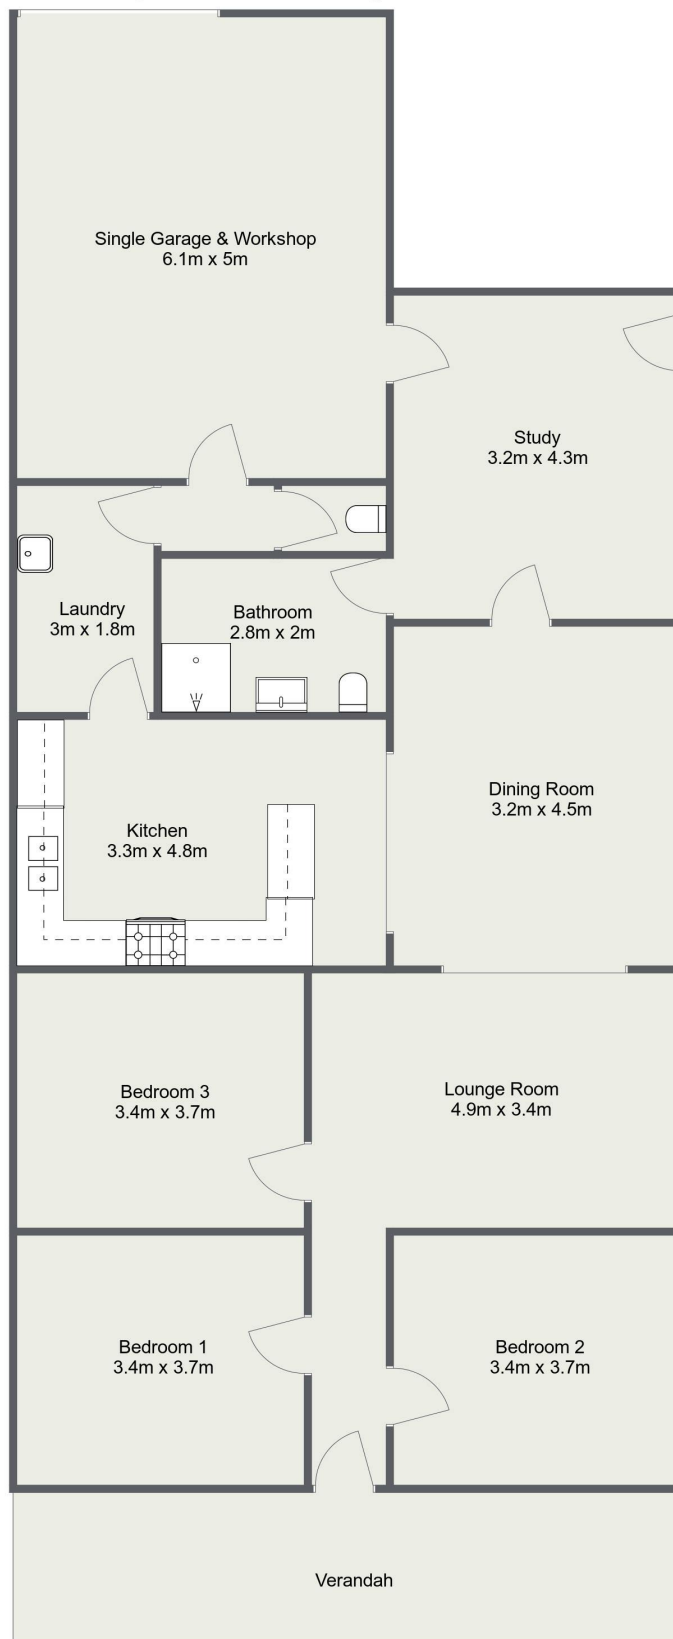 Single Garage & Workshop
6.1m x 5m
Study
3.2m x 4.3m
Laundry
3m x 1.8m
Bathroom
2.8m x 2m
Dining Room
3.2m x 4.5m
Kitchen
3.3m x 4.8m
Bedroom 3
3.4m x 3.7m
Lounge Room
4.9m x 3.4m
Bedroom 1
3.4m x 3.7m
Bedroom 2
3.4m x 3.7m
Verandah